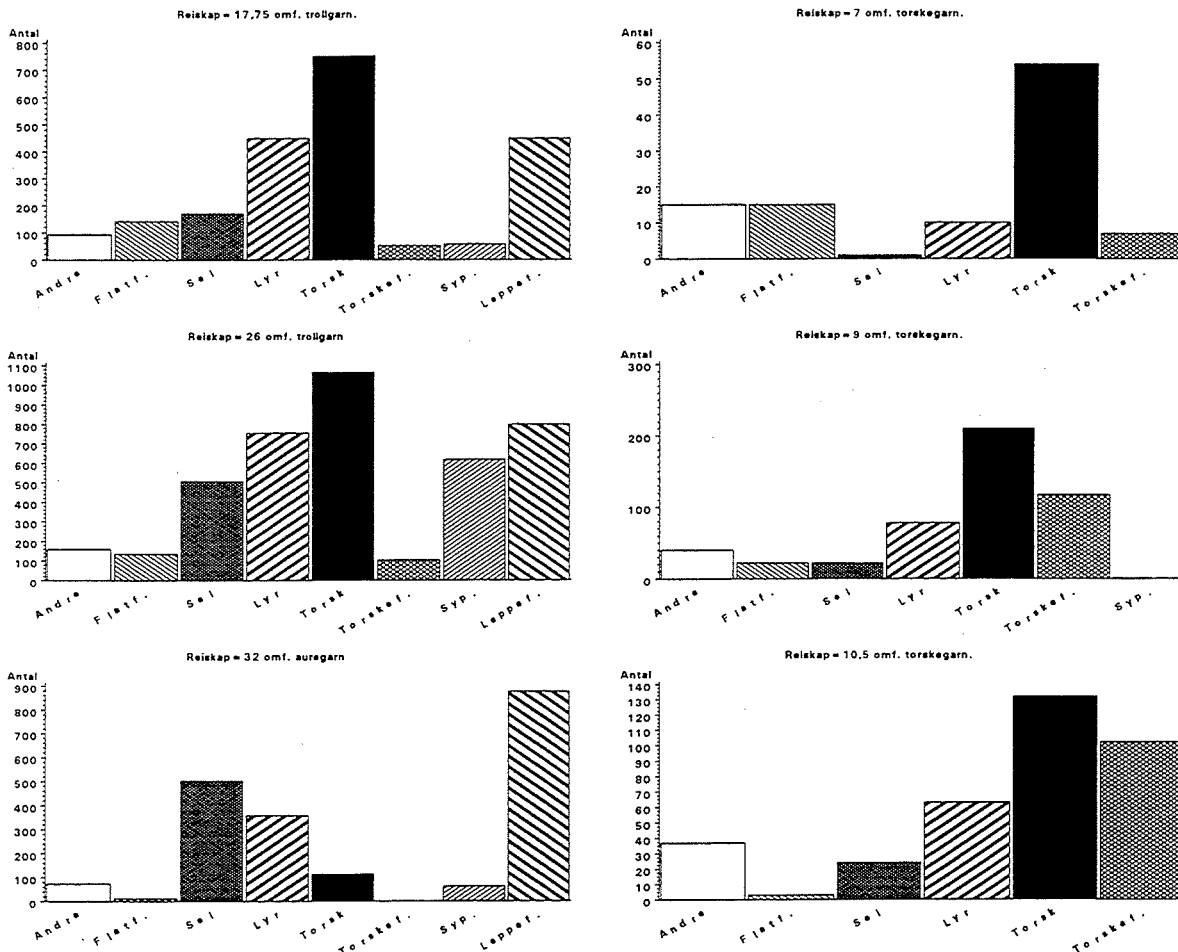 Reiskap = 17,75 omf. trollgarn.
Antal
800
700
600
500
400
300
200
100
0
Andre
Flatf.
Sei
Lyr
Torsk
Torskef.
Syp.
Leppef.
Reiskap = 7 omf. torskegarn.
Antal
60
50
40
30
20
10
0
Andre
Flatf.
Sei
Lyr
Torsk
Torskef.
Reiskap = 26 omf. trollgarn
Antal
1100
1000
900
800
700
600
500
400
300
200
100
0
Andre
Flatf.
Sei
Lyr
Torsk
Torskef.
Syp.
Leppef.
Reiskap = 9 omf. torskegarn.
Antal
300
200
100
0
Andre
Flatf.
Sei
Lyr
Torsk
Torskef.
Syp.
Reiskap = 32 omf. auregarn
Antal
900
800
700
600
500
400
300
200
100
0
Andre
Flatf.
Sei
Lyr
Torsk
Torskef.
Syp.
Leppef.
Reiskap = 10,5 omf. torskegarn.
Antal
140
130
120
110
100
90
80
70
60
50
40
30
20
10
0
Andre
Flatf.
Sei
Lyr
Torsk
Torskef.